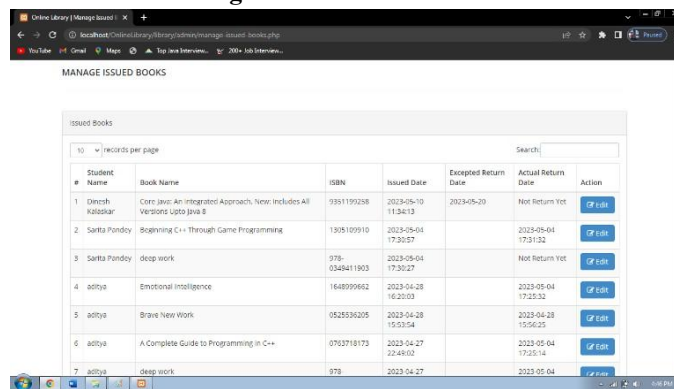 Online Library | Manage Issued
localhost/OnlineLibrary/library/admin/manage-issued-books.php
Paused
YouTube Gmail Maps Top Java Interview... 200+ Job Interview...
MANAGE ISSUED BOOKS
Issued Books
10 records per page Search:
# Student Name Book Name ISBN Issued Date Excepted Return Date Actual Return Date Action
1 Dinesh Kalaskar Core Java: An Integrated Approach, New: Includes All Versions Upto Java 8 9351199258 2023-05-10 11:34:13 2023-05-20 Not Return Yet Edit
2 Sarita Pandey Beginning C++ Through Game Programming 1305109910 2023-05-04 17:30:57 2023-05-04 17:31:32 Edit
3 Sarita Pandey deep work 978-0349411903 2023-05-04 17:30:27 Not Return Yet Edit
4 aditya Emotional Intelligence 1648999662 2023-04-28 16:20:03 2023-05-04 17:25:32 Edit
5 aditya Brave New Work 0525536205 2023-04-28 15:53:54 2023-04-28 15:56:25 Edit
6 aditya A Complete Guide to Programming in C++ 0763718173 2023-04-27 22:49:02 2023-05-04 17:25:14 Edit
7 aditya deep work 978- 2023-04-27 2023-05-04 Edit